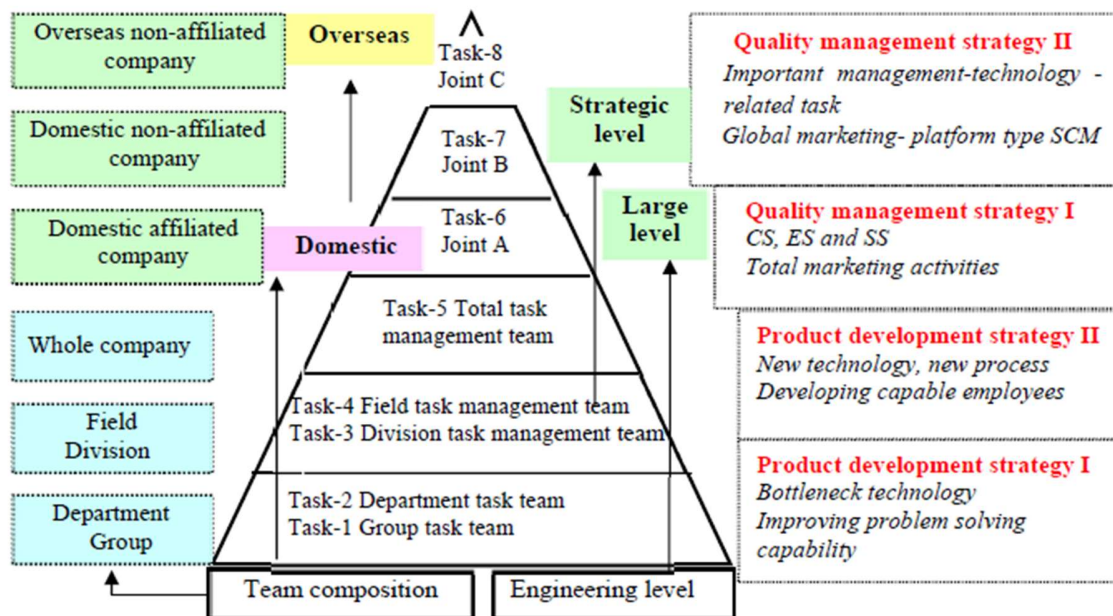 Overseas non-affiliated
company
Domestic non-affiliated
company
Domestic affiliated
company
Whole company
Field
Division
Department
Group
Overseas
Domestic
Task-8
Joint C
Task-7
Joint B
Task-6
Joint A
Task-5 Total task
management team
Task-4 Field task management team
Task-3 Division task management team
Task-2 Department task team
Task-1 Group task team
Team composition
Engineering level
Strategic
level
Large
level
Quality management strategy II
Important management-technology -
related task
Global marketing- platform type SCM
Quality management strategy I
CS, ES and SS
Total marketing activities
Product development strategy II
New technology, new process
Developing capable employees
Product development strategy I
Bottleneck technology
Improving problem solving
capability